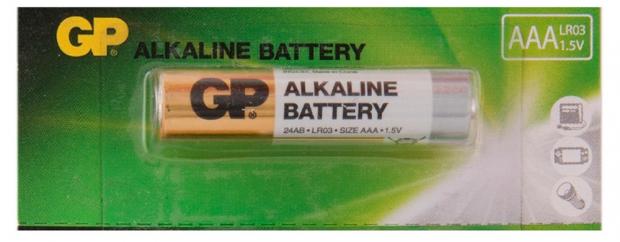 GP® ALKALINE BATTERY
AAA LR03
1.5V
GP® ALKALINE
BATTERY
24AB • LR03 • SIZE AAA • 1.5V